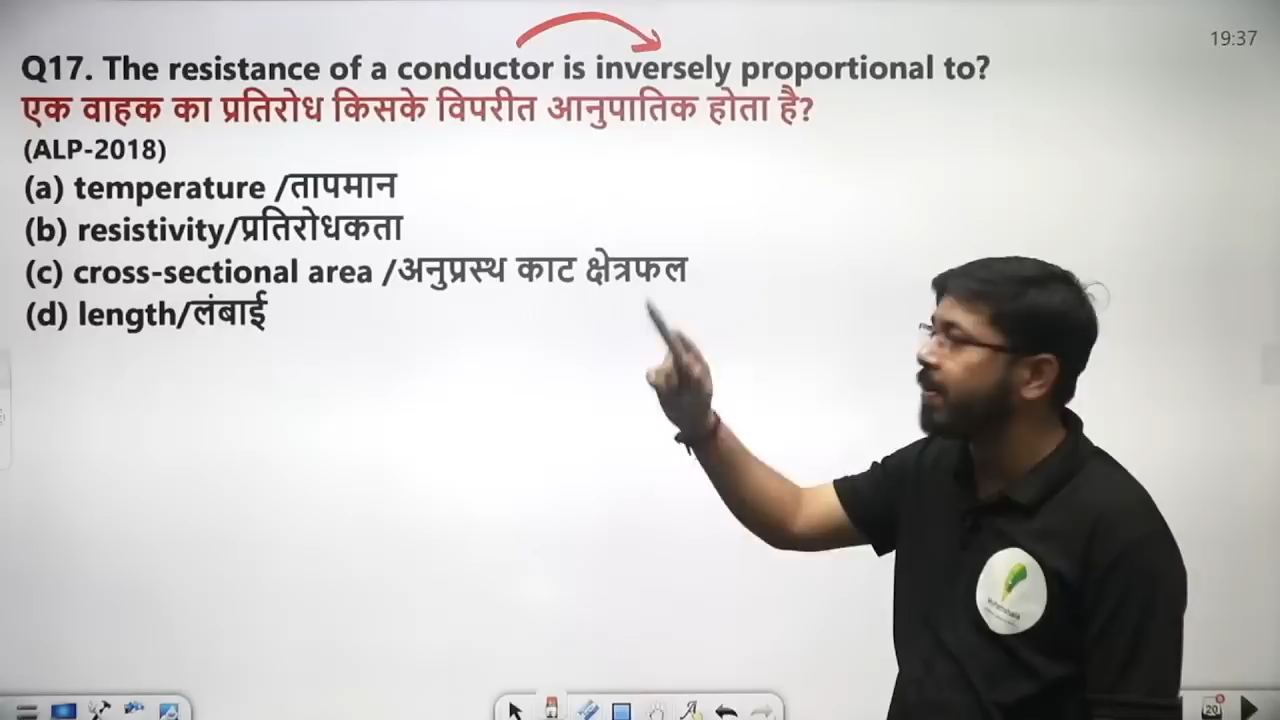 19:37
Q17. The resistance of a conductor is inversely proportional to?
एक वाहक का प्रतिरोध किसके विपरीत आनुपातिक होता है?
(ALP-2018)
(a) temperature /तापमान
(b) resistivity/प्रतिरोधकता
(c) cross-sectional area /अनुप्रस्थ काट क्षेत्रफल
(d) length/लंबाई
20